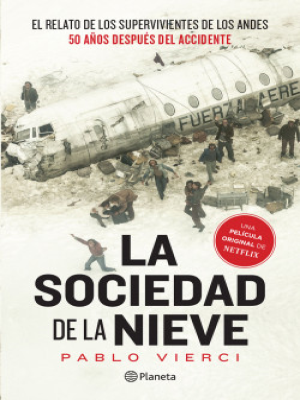 EL RELATO DE LOS SUPERVIVIENTES DE LOS ANDES
50 AÑOS DESPUÉS DEL ACCIDENTE
FUERZA AÉRE
UNA
PELÍCULA
ORIGINAL DE
NETFLIX
LA
SOCIEDAD
DE LA NIEVE
PABLO VIERCI
Planeta